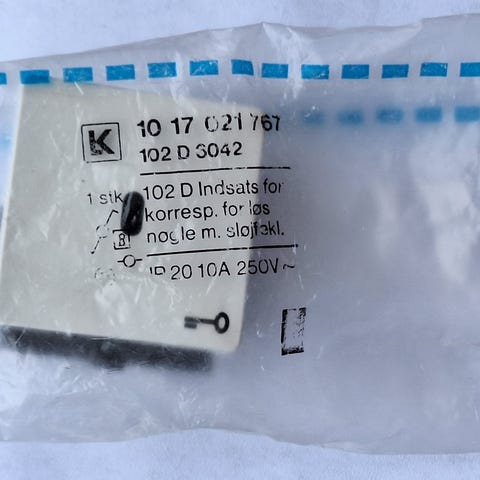 K
10 17 021 767
102 D 3042
1 stk.
102 D Indsats for
korresp. for løs
nøgle m. sløjfekl.
IP 20 10A 250V ~